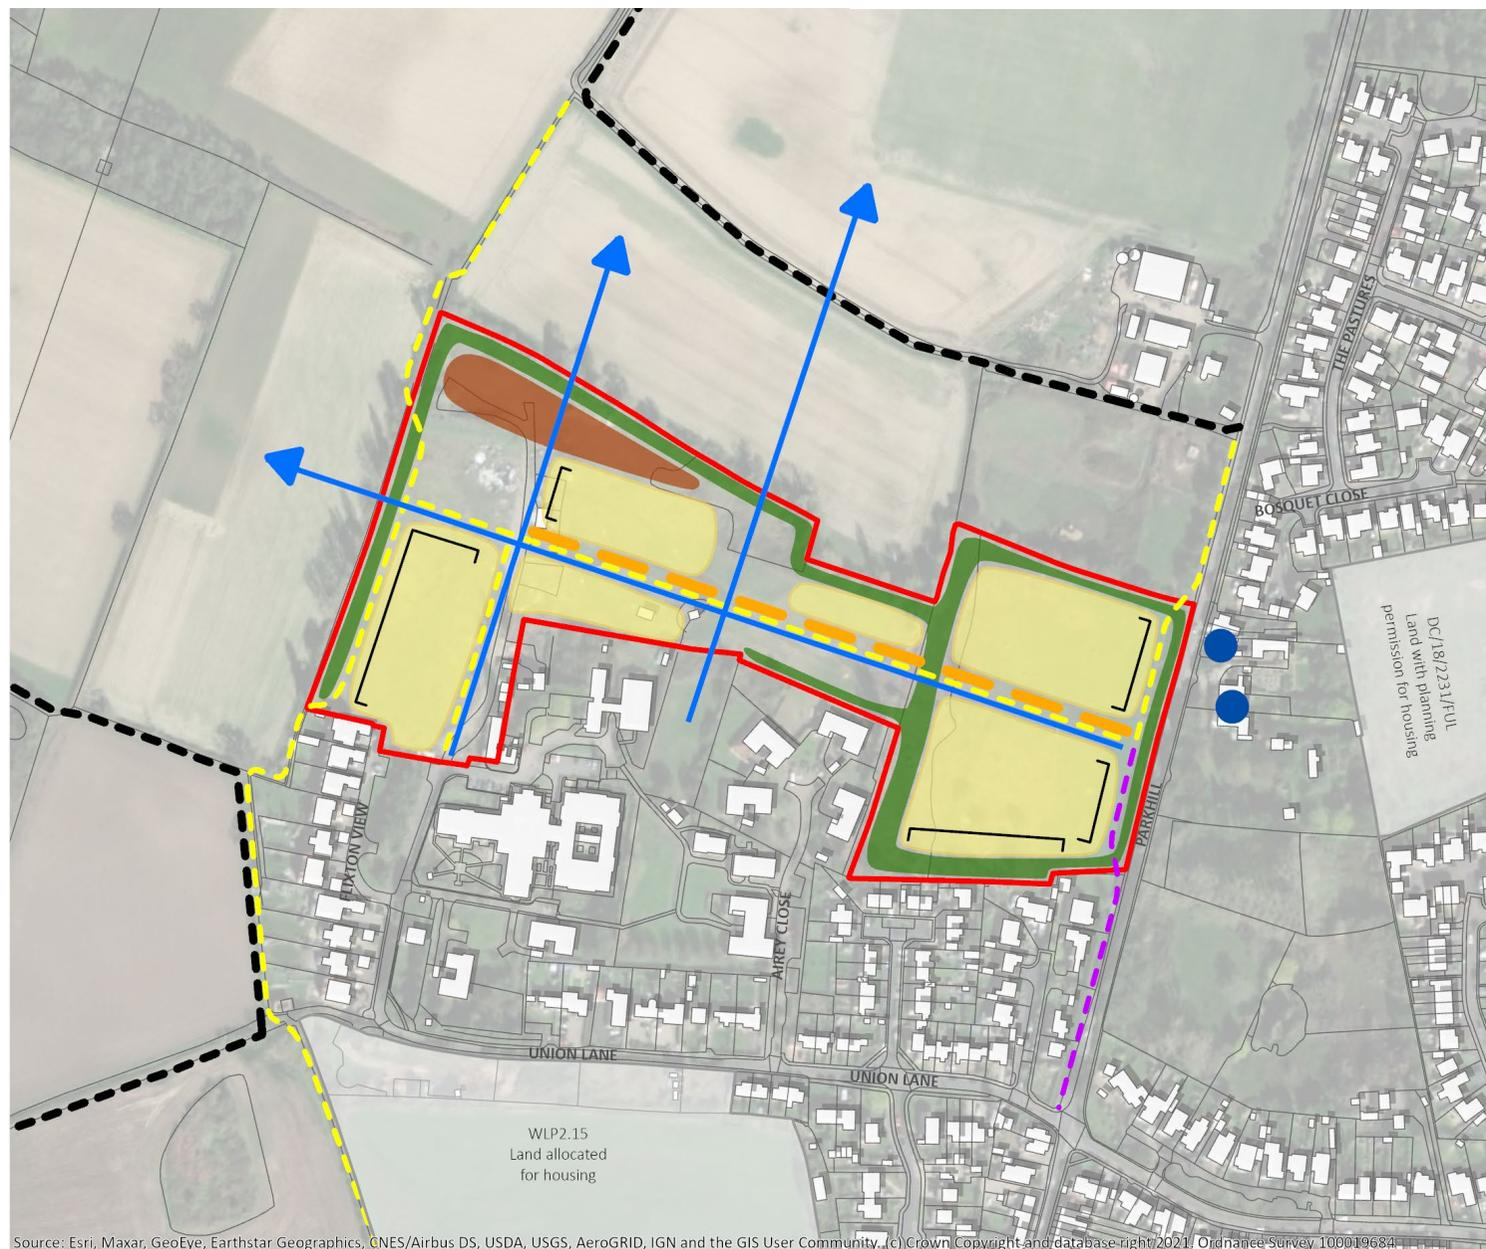 THE PASTURES
BOSQUET CLOSE
DC/18/2231/FUL
Land with planning
permission for housing
PARKHILL
FLIXTON VIEW
AIREY CLOSE
UNION LANE
UNION LANE
WLP2.15
Land allocated
for housing
Source: Esri, Maxar, GeoEye, Earthstar Geographics, CNES/Airbus DS, USDA, USGS, AeroGRID, IGN and the GIS User Community, (c) Crown Copyright and database right 2021. Ordnance Survey 100019684